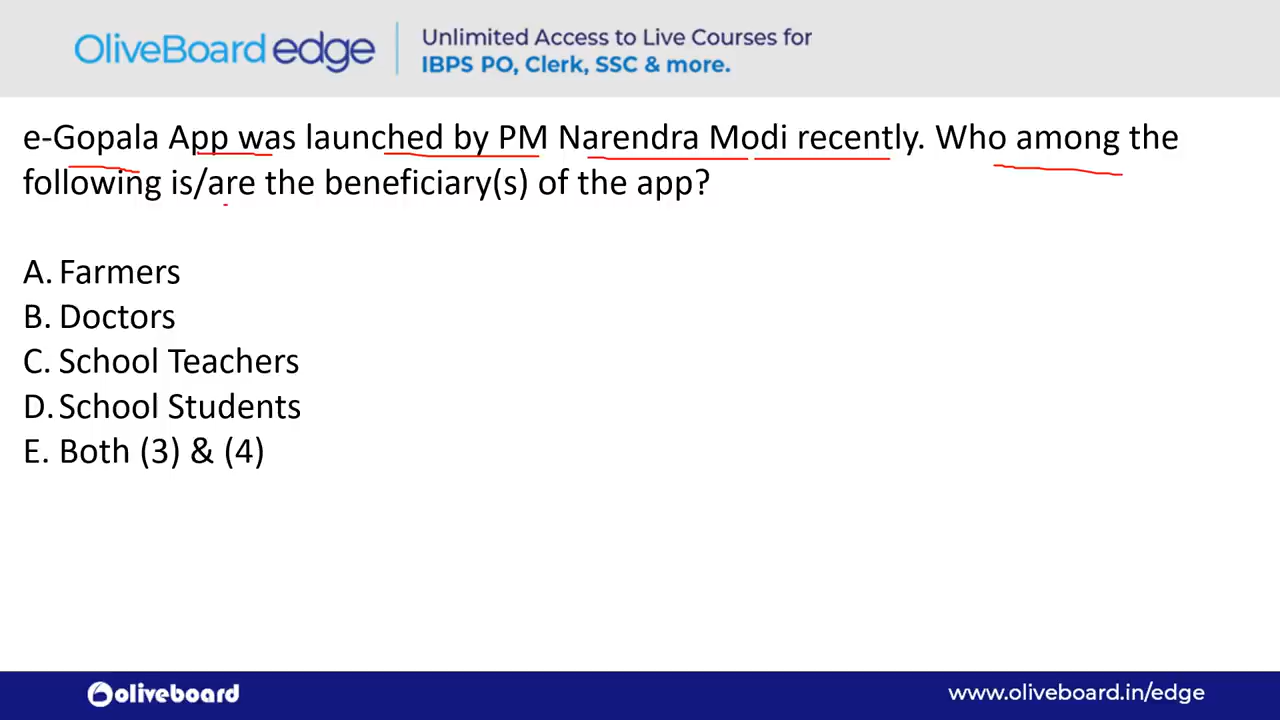 OliveBoard edge
Unlimited Access to Live Courses for
IBPS PO, Clerk, SSC & more.
e-Gopala App was launched by PM Narendra Modi recently. Who among the
following is/are the beneficiary(s) of the app?
A. Farmers
B. Doctors
C. School Teachers
D. School Students
E. Both (3) & (4)
oliveboard
www.oliveboard.in/edge